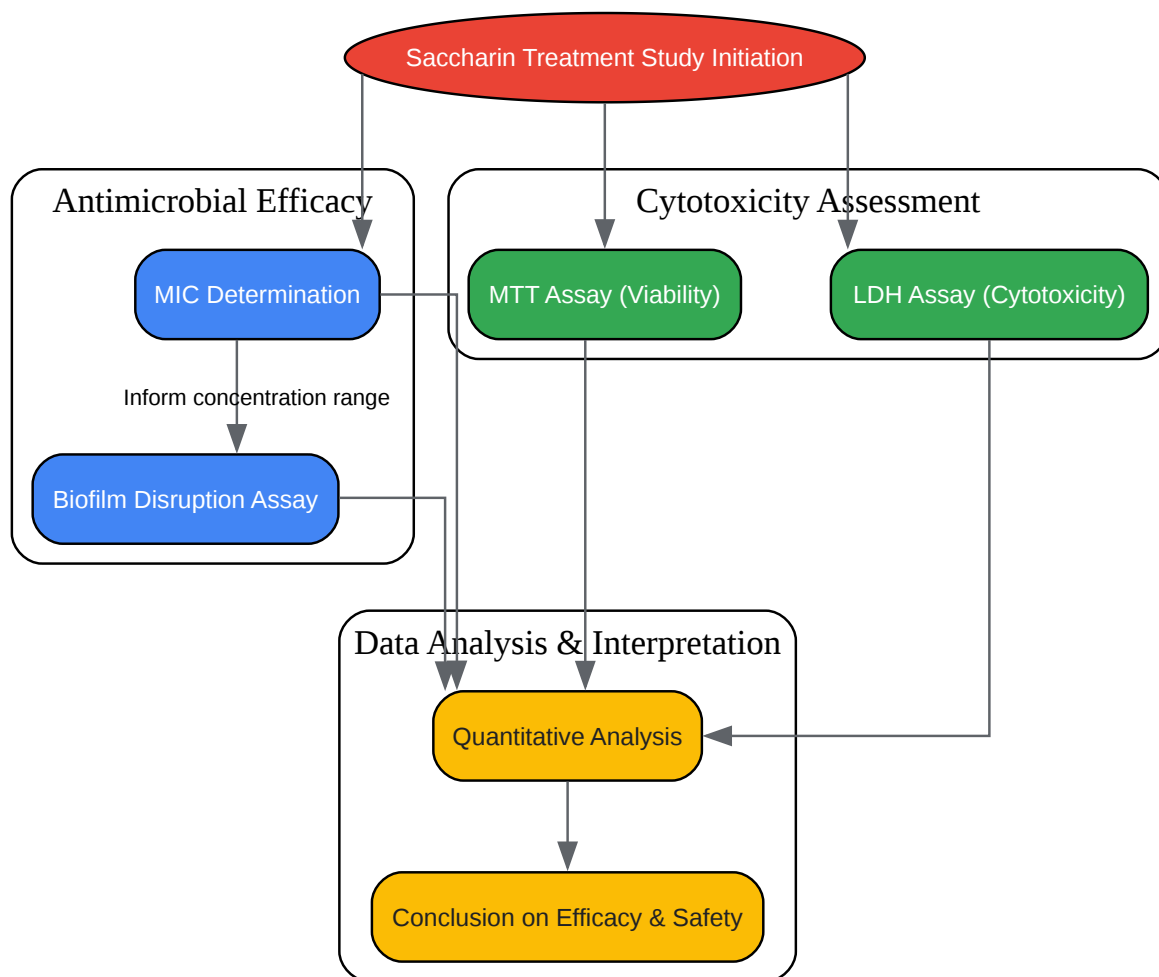 Saccharin Treatment Study Initiation
Antimicrobial Efficacy
Cytotoxicity Assessment
MIC Determination
MTT Assay (Viability)
LDH Assay (Cytotoxicity)
Inform concentration range
Biofilm Disruption Assay
Data Analysis & Interpretation
Quantitative Analysis
Conclusion on Efficacy & Safety